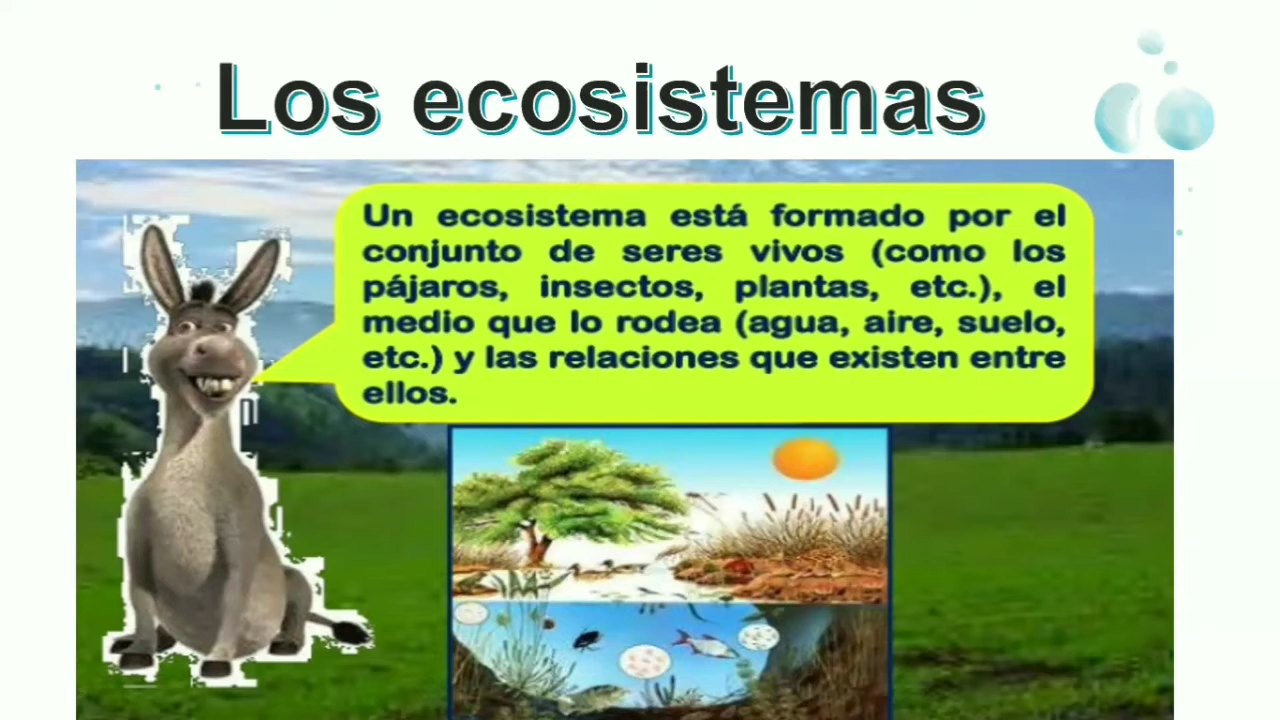 Los ecosistemas
Un ecosistema está formado por el
conjunto de seres vivos (como los
pájaros, insectos, plantas, etc.), el
medio que lo rodea (agua, aire, suelo,
etc.) y las relaciones que existen entre
ellos.